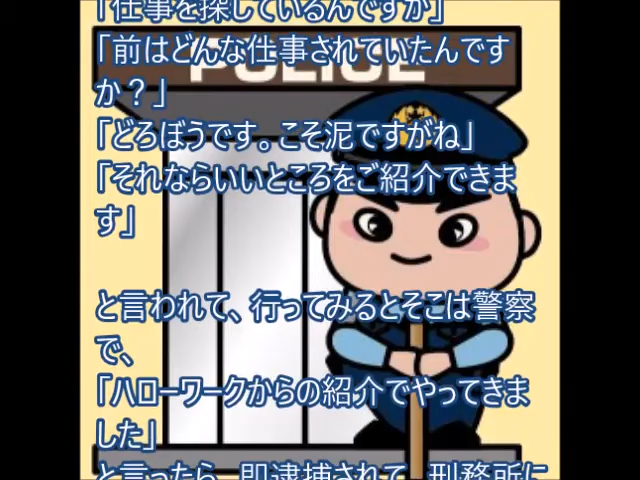 「仕事を探しているんですが」
POLICE
「前はどんな仕事されていたんです
か？」
「どろぼうです。こそ泥ですがね」
「それならいいところをご紹介できま
す」
と言われて、行ってみるとそこは警察
で、
「ハローワークからの紹介でやってきま
した」
と言ったら、即逮捕されて、刑務所に